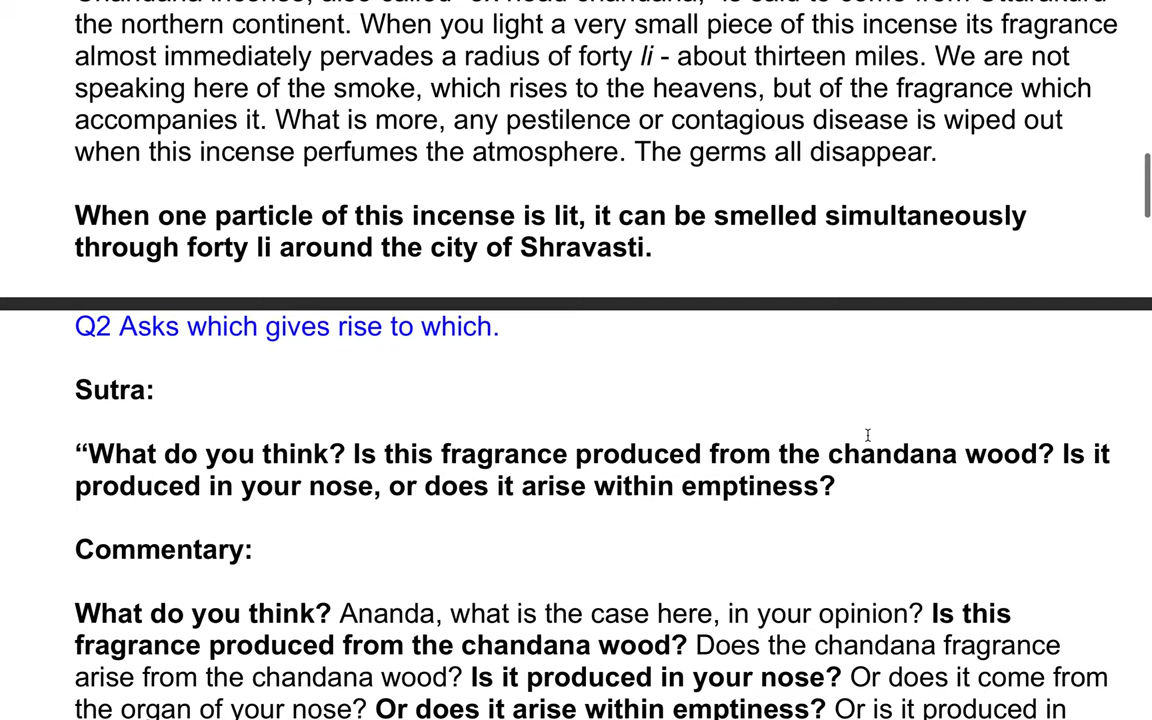 the northern continent. When you light a very small piece of this incense its fragrance
almost immediately pervades a radius of forty li - about thirteen miles. We are not
speaking here of the smoke, which rises to the heavens, but of the fragrance which
accompanies it. What is more, any pestilence or contagious disease is wiped out
when this incense perfumes the atmosphere. The germs all disappear.
When one particle of this incense is lit, it can be smelled simultaneously
through forty li around the city of Shravasti.
Q2 Asks which gives rise to which.
Sutra:
“What do you think? Is this fragrance produced from the chandana wood? Is it
produced in your nose, or does it arise within emptiness?
Commentary:
What do you think? Ananda, what is the case here, in your opinion? Is this
fragrance produced from the chandana wood? Does the chandana fragrance
arise from the chandana wood? Is it produced in your nose? Or does it come from
the organ of your nose? Or does it arise within emptiness? Or is it produced in